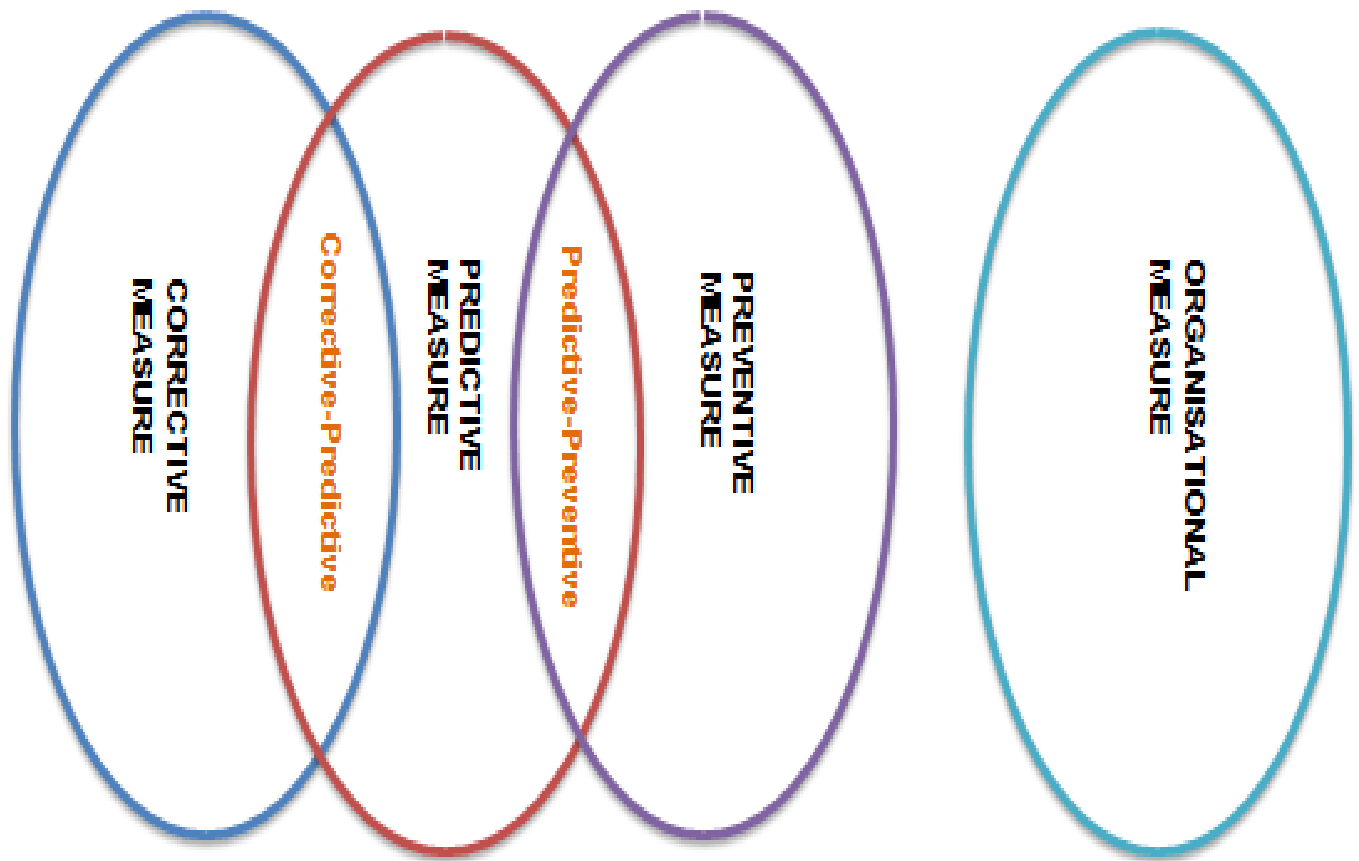 CORRECTIVE
MEASURE
Corrective-Predictive
PREDICTIVE
MEASURE
Predictive-Preventive
PREVENTIVE
MEASURE
ORGANISATIONAL
MEASURE